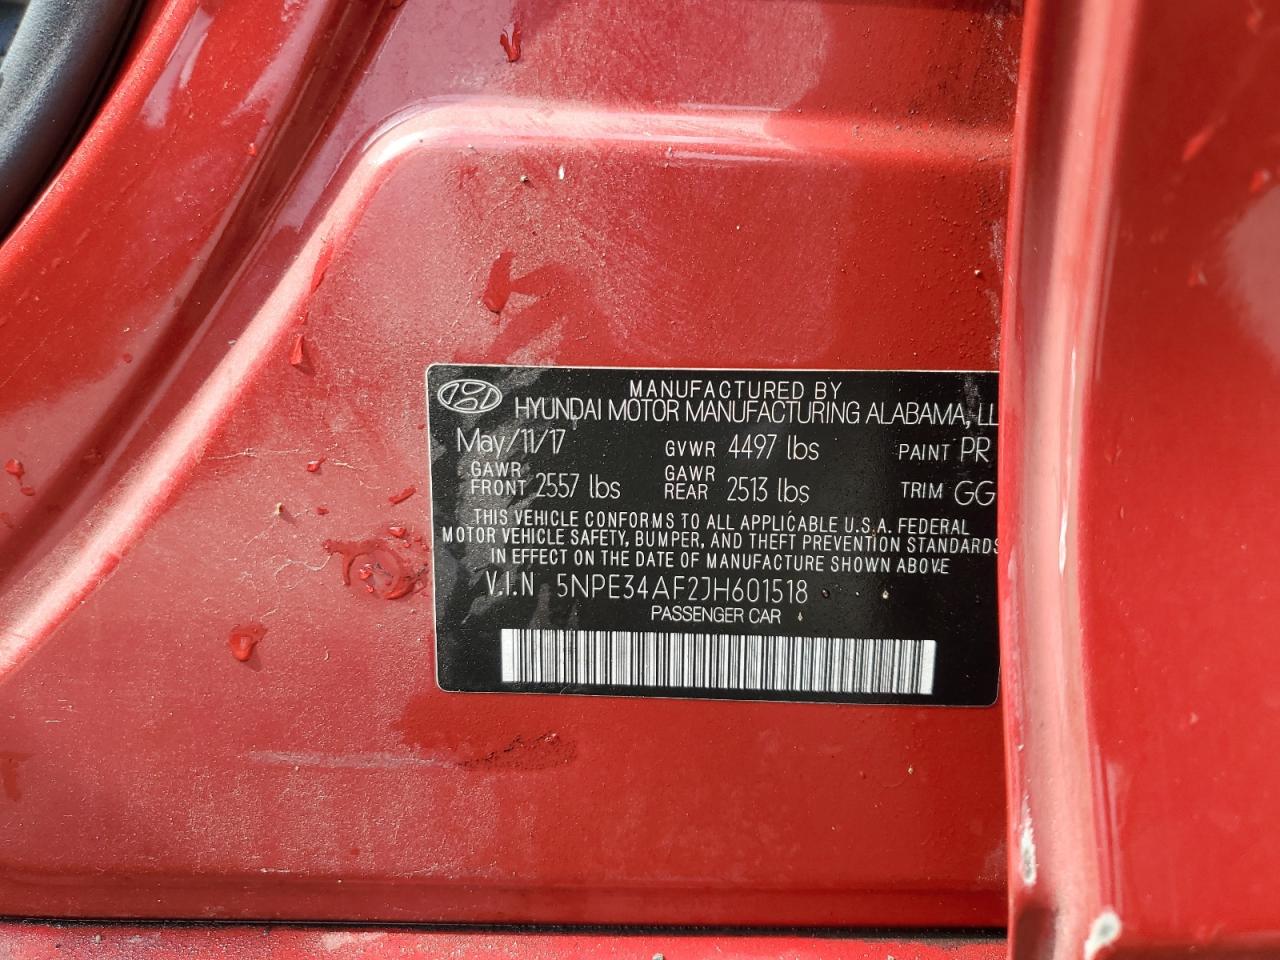 MANUFACTURED BY
HYUNDAI MOTOR MANUFACTURING ALABAMA, LL
May/11/17 GVWR 4497 lbs PAINT PR
GAWR FRONT 2557 lbs GAWR REAR 2513 lbs TRIM GG
THIS VEHICLE CONFORMS TO ALL APPLICABLE U.S.A. FEDERAL
MOTOR VEHICLE SAFETY, BUMPER, AND THEFT PREVENTION STANDARDS
IN EFFECT ON THE DATE OF MANUFACTURE SHOWN ABOVE
V.I.N 5NPE34AF2JH601518
PASSENGER CAR